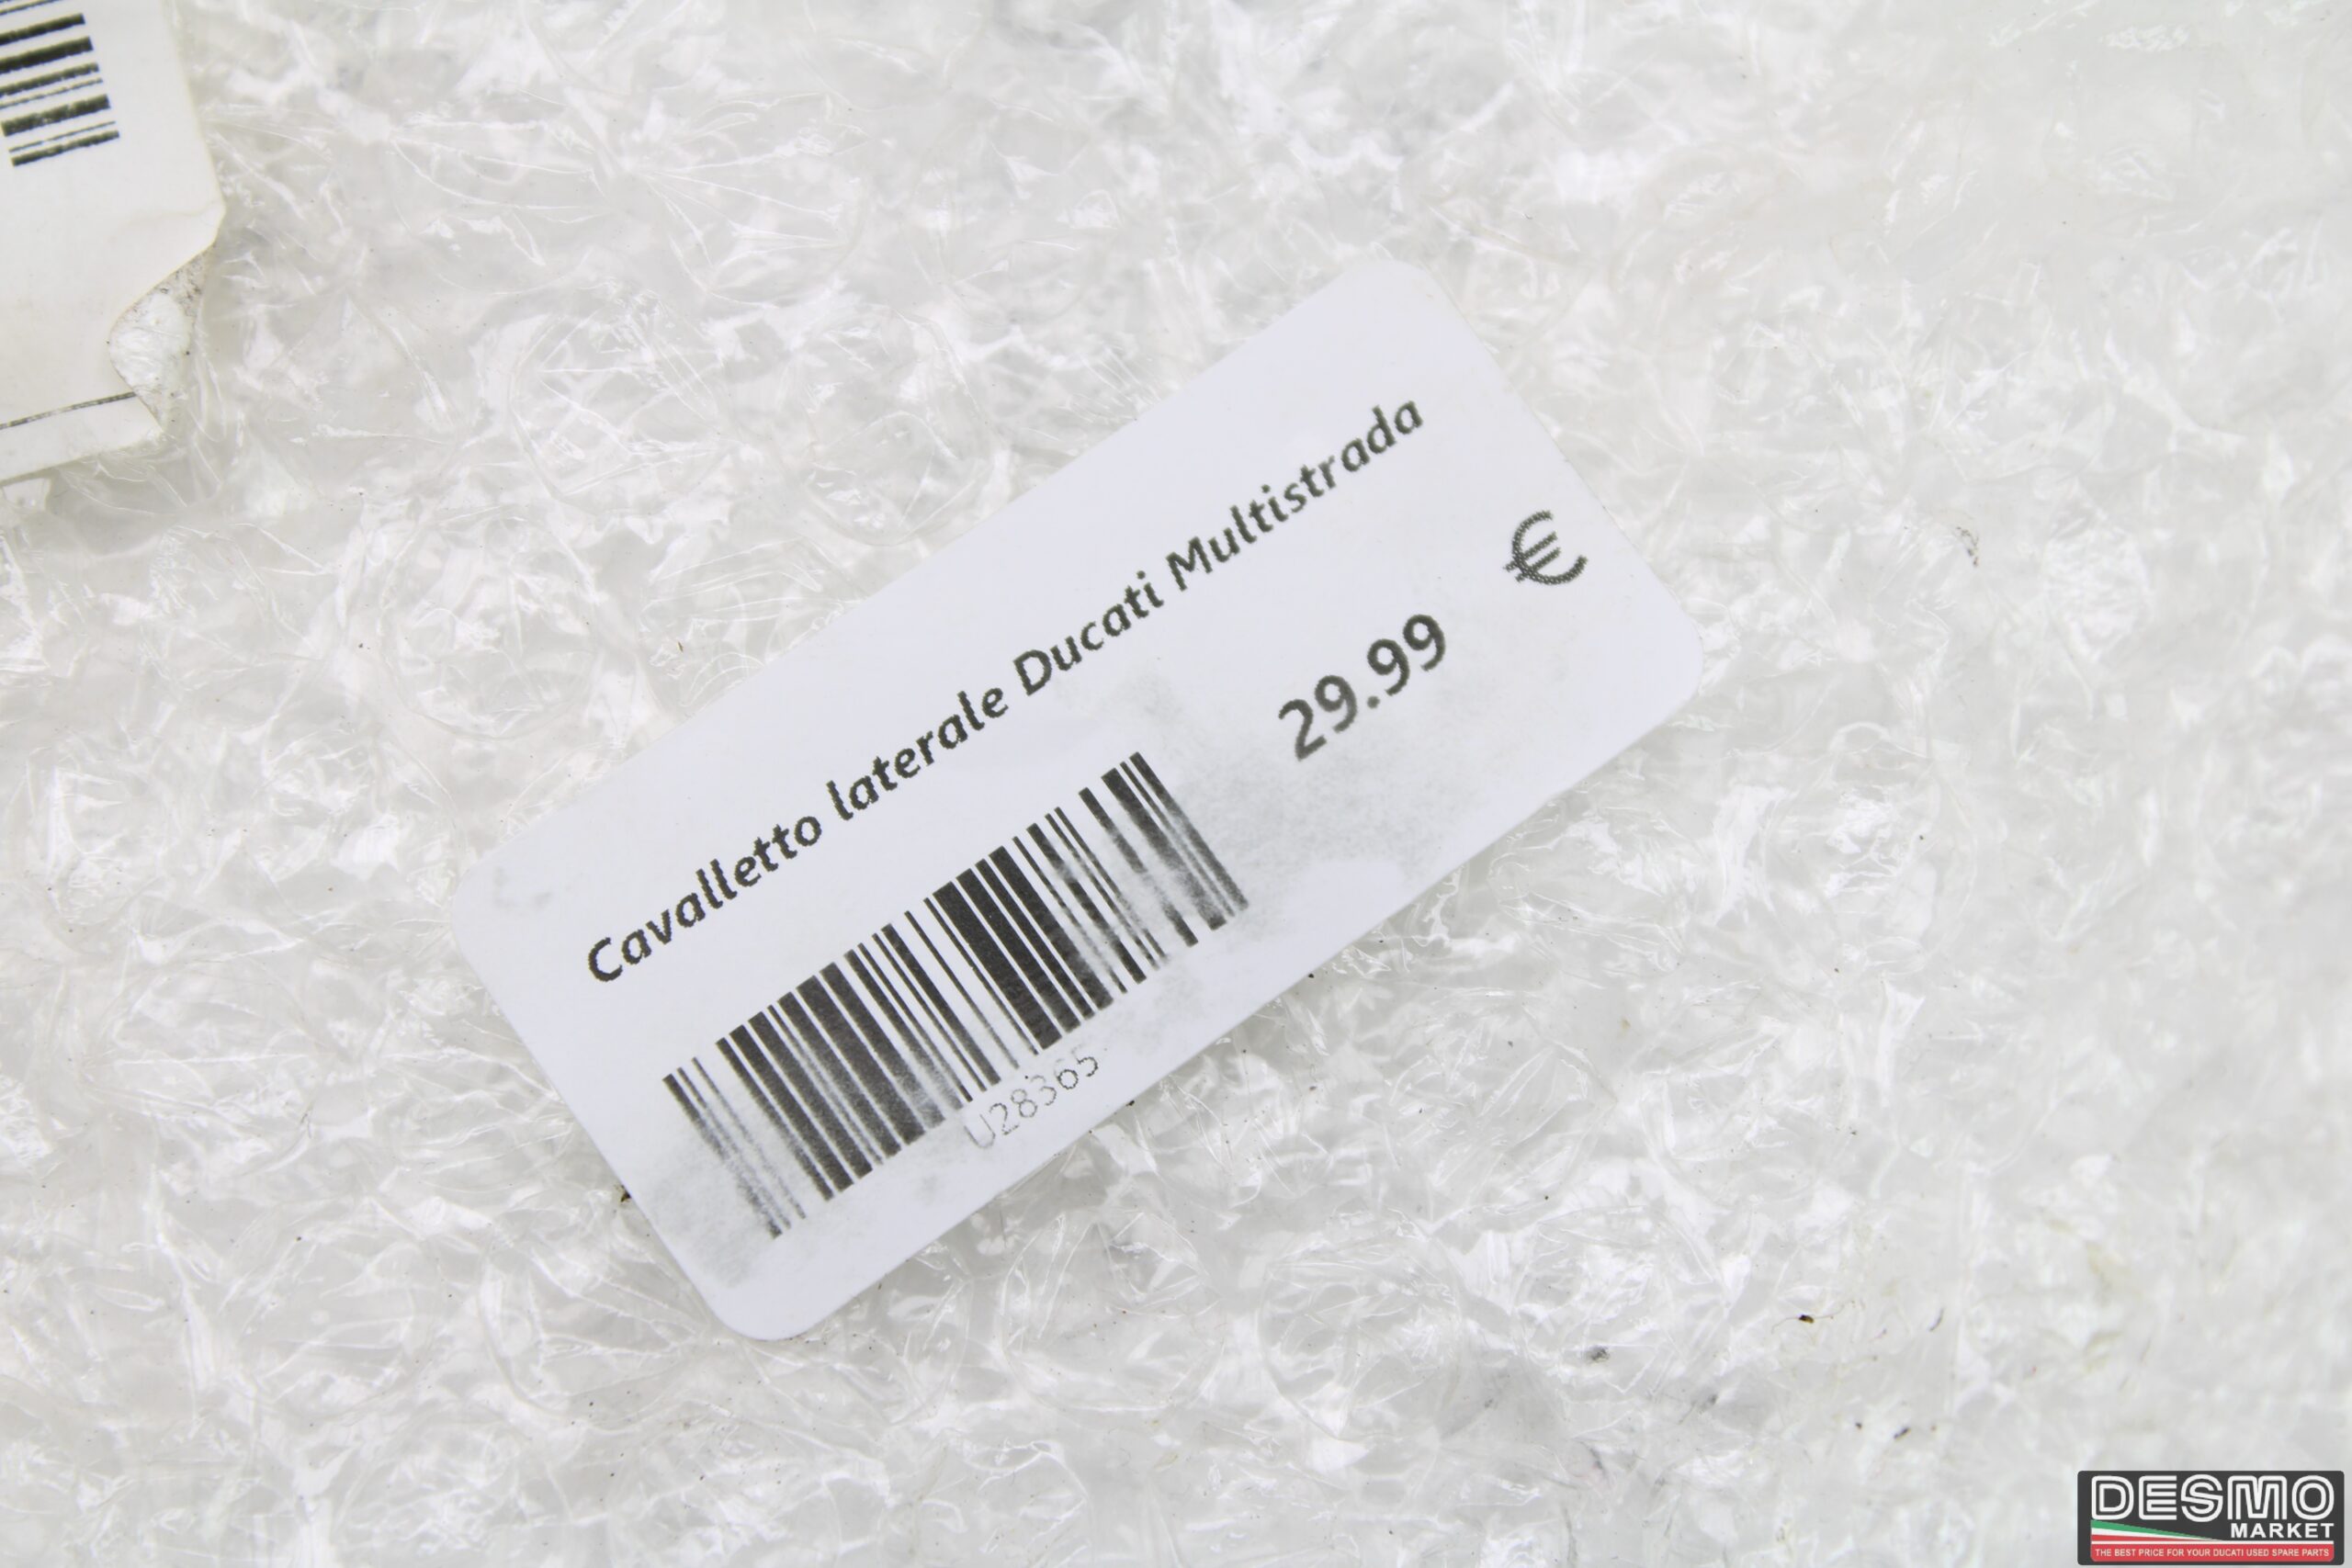 Cavalletto laterale Ducati Multistrada
29.99 €
U28365
DESMO
MARKET
THE BEST PRICE FOR YOUR DUCATI USED SPARE PARTS